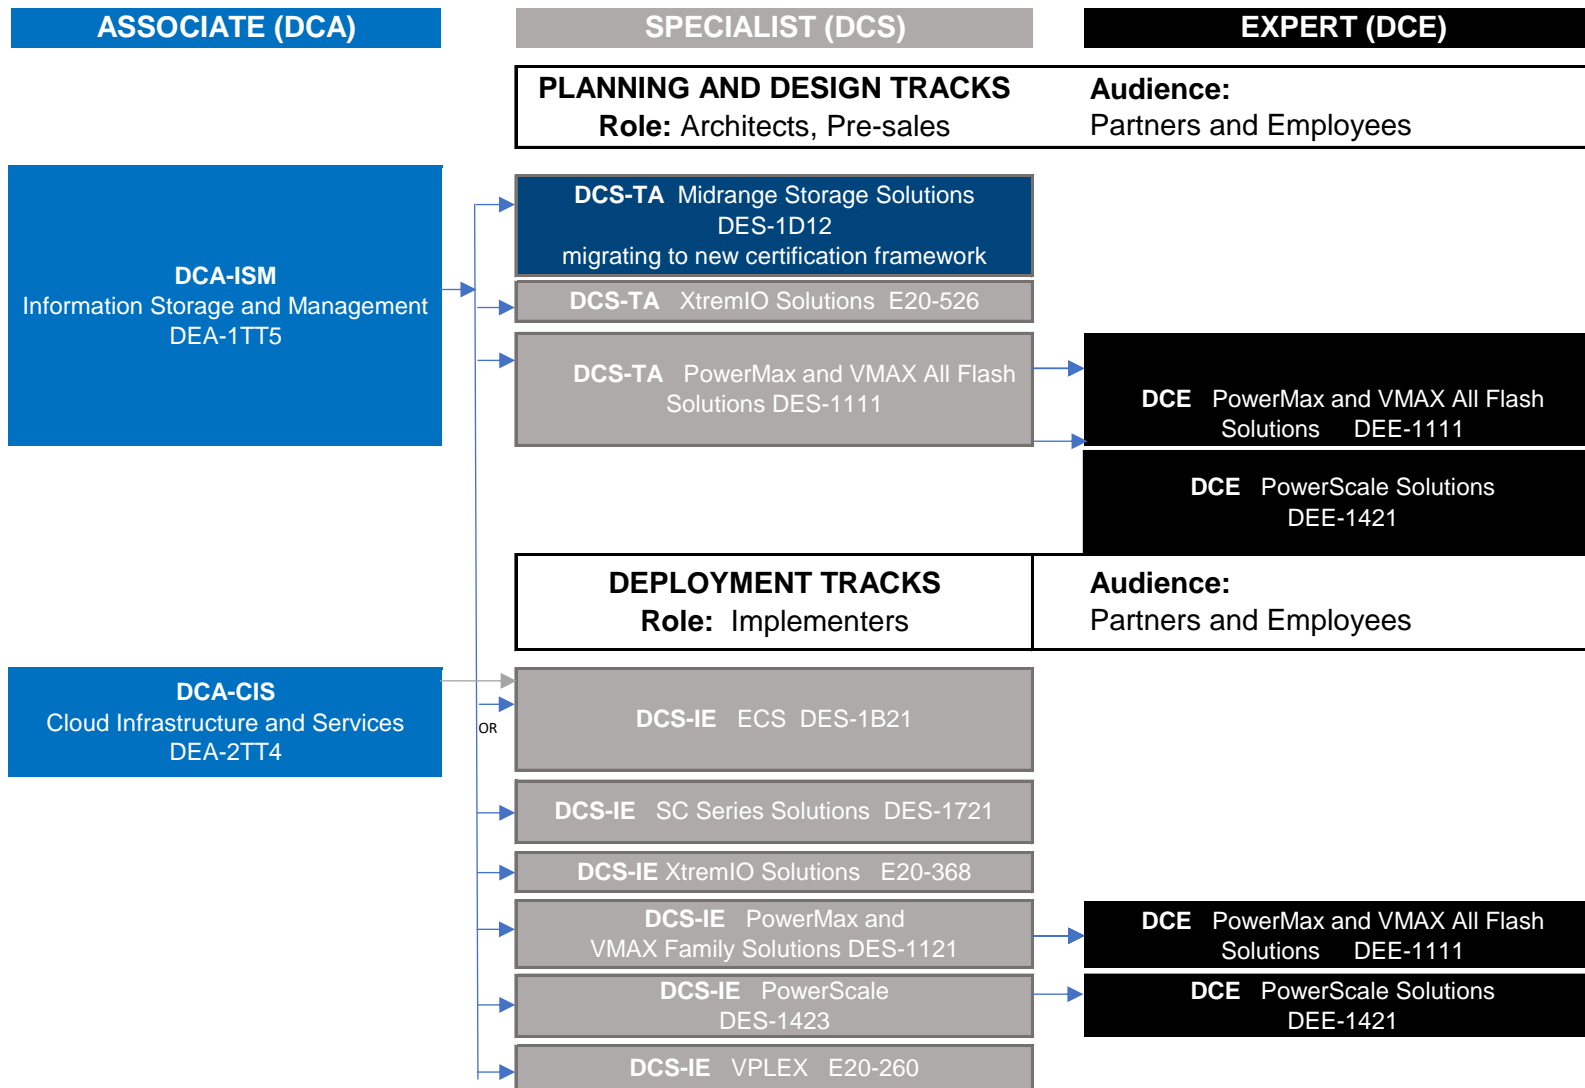 ASSOCIATE (DCA)
SPECIALIST (DCS)
EXPERT (DCE)
PLANNING AND DESIGN TRACKS
Role: Architects, Pre-sales
Audience:
Partners and Employees
DCA-ISM
Information Storage and Management
DEA-1TT5
DCS-TA Midrange Storage Solutions
DES-1D12
migrating to new certification framework
DCS-TA XtremIO Solutions E20-526
DCS-TA PowerMax and VMAX All Flash
Solutions DES-1111
DCE PowerMax and VMAX All Flash
Solutions DEE-1111
DCE PowerScale Solutions
DEE-1421
DEPLOYMENT TRACKS
Role: Implementers
Audience:
Partners and Employees
DCA-CIS
Cloud Infrastructure and Services
DEA-2TT4
OR
DCS-IE ECS DES-1B21
DCS-IE SC Series Solutions DES-1721
DCS-IE XtremIO Solutions E20-368
DCS-IE PowerMax and
VMAX Family Solutions DES-1121
DCE PowerMax and VMAX All Flash
Solutions DEE-1111
DCS-IE PowerScale
DES-1423
DCE PowerScale Solutions
DEE-1421
DCS-IE VPLEX E20-260